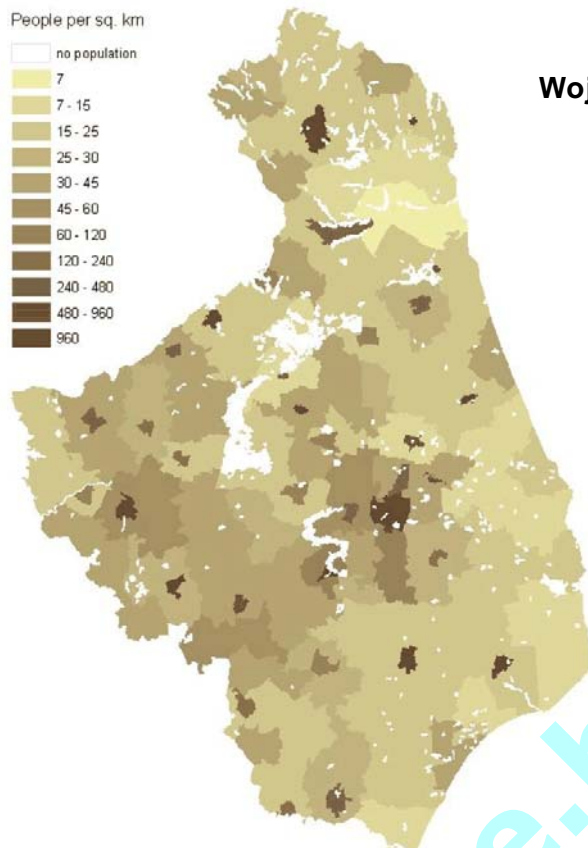 People per sq. km
no population
7
7 - 15
15 - 25
25 - 30
30 - 45
45 - 60
60 - 120
120 - 240
240 - 480
480 - 960
960
Woj
e.